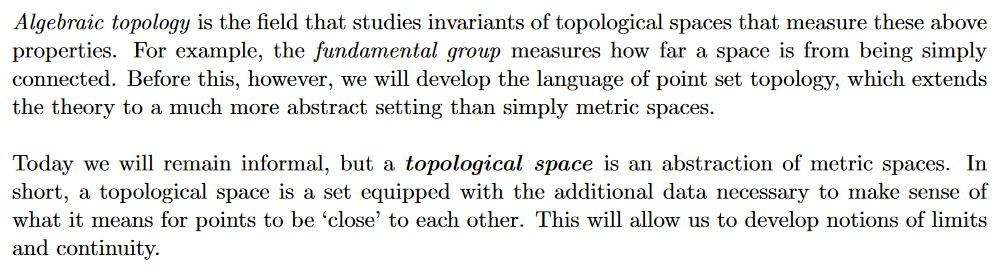 Algebraic topology is the field that studies invariants of topological spaces that measure these above
properties. For example, the fundamental group measures how far a space is from being simply
connected. Before this, however, we will develop the language of point set topology, which extends
the theory to a much more abstract setting than simply metric spaces.
Today we will remain informal, but a topological space is an abstraction of metric spaces. In
short, a topological space is a set equipped with the additional data necessary to make sense of
what it means for points to be ‘close’ to each other. This will allow us to develop notions of limits
and continuity.